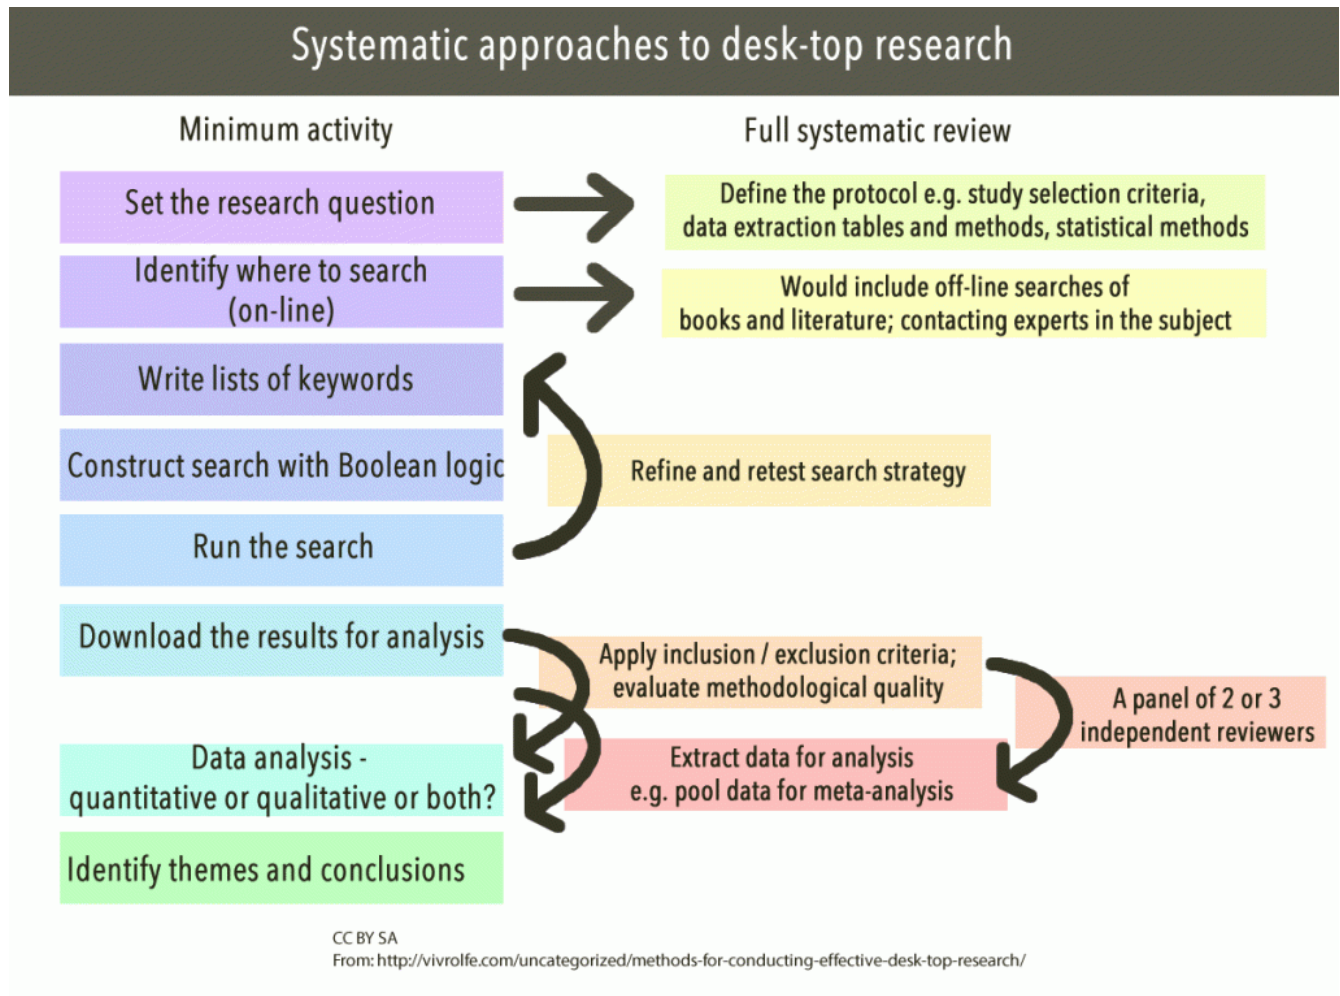 Systematic approaches to desk-top research
Minimum activity
Full systematic review
Set the research question
Define the protocol e.g. study selection criteria,
data extraction tables and methods, statistical methods
Identify where to search
(on-line)
Would include off-line searches of
books and literature; contacting experts in the subject
Write lists of keywords
Construct search with Boolean logic
Refine and retest search strategy
Run the search
Download the results for analysis
Apply inclusion / exclusion criteria;
evaluate methodological quality
A panel of 2 or 3
independent reviewers
Data analysis -
quantitative or qualitative or both?
Extract data for analysis
e.g. pool data for meta-analysis
Identify themes and conclusions
CC BY SA
From: http://vivrolfe.com/uncategorized/methods-for-conducting-effective-desk-top-research/